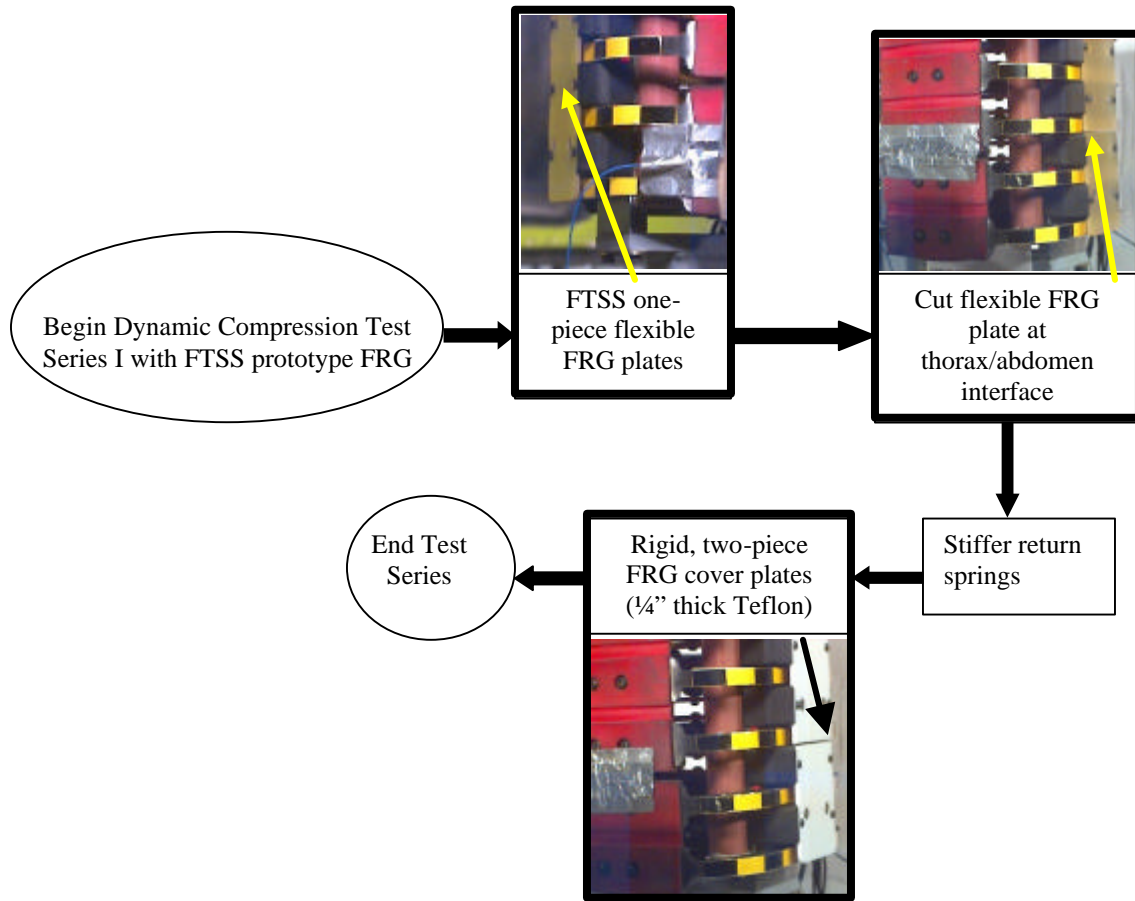 Begin Dynamic Compression Test
Series I with FTSS prototype FRG
FTSS one-
piece flexible
FRG plates
Cut flexible FRG
plate at
thorax/abdomen
interface
Stiffer return
springs
Rigid, two-piece
FRG cover plates
(¼” thick Teflon)
End Test
Series